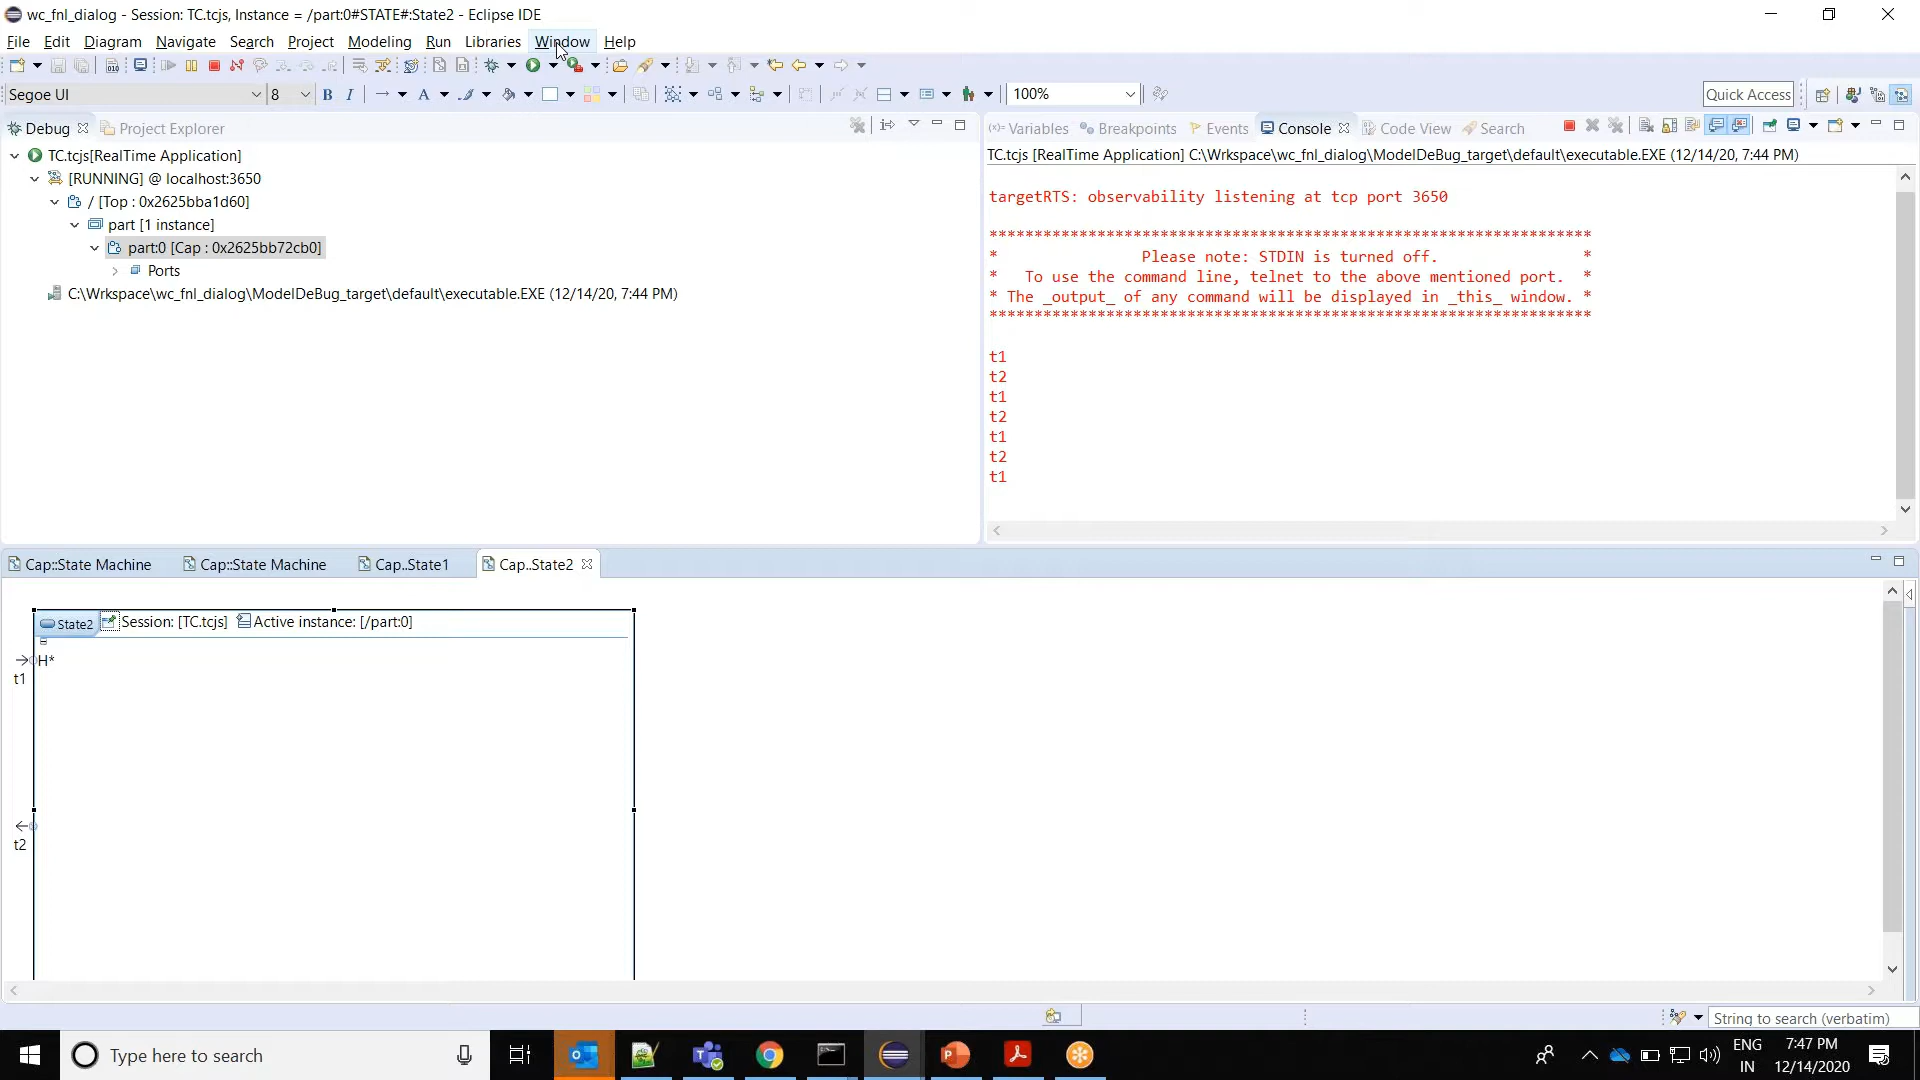 wc_fnl_dialog - Session: TC.tcjs, Instance = /part:0#STATE#:State2 - Eclipse IDE
File Edit Diagram Navigate Search Project Modeling Run Libraries Window Help
Segoe UI 8 B I A 100% Quick Access
Debug Project Explorer
TC.tcjs[RealTime Application]
[RUNNING] @ localhost:3650
/ [Top : 0x2625bba1d60]
part [1 instance]
part:0 [Cap : 0x2625bb72cb0]
Ports
C:\Wrkspace\wc_fnl_dialog\ModelDeBug_target\default\executable.EXE (12/14/20, 7:44 PM)
(x)= Variables Breakpoints Events Console Code View Search
TC.tcjs [RealTime Application] C:\Wrkspace\wc_fnl_dialog\ModelDeBug_target\default\executable.EXE (12/14/20, 7:44 PM)
targetRTS: observability listening at tcp port 3650
*******************************************************************
* Please note: STDIN is turned off. *
* To use the command line, telnet to the above mentioned port. *
* The _output_ of any command will be displayed in _this_ window. *
*******************************************************************
t1
t2
t1
t2
t1
t2
t1
Cap::State Machine Cap::State Machine Cap..State1 Cap..State2
State2 Session: [TC.tcjs] Active instance: [/part:0]
H*
t1
t2
String to search (verbatim)
Type here to search
ENG
IN
7:47 PM
12/14/2020